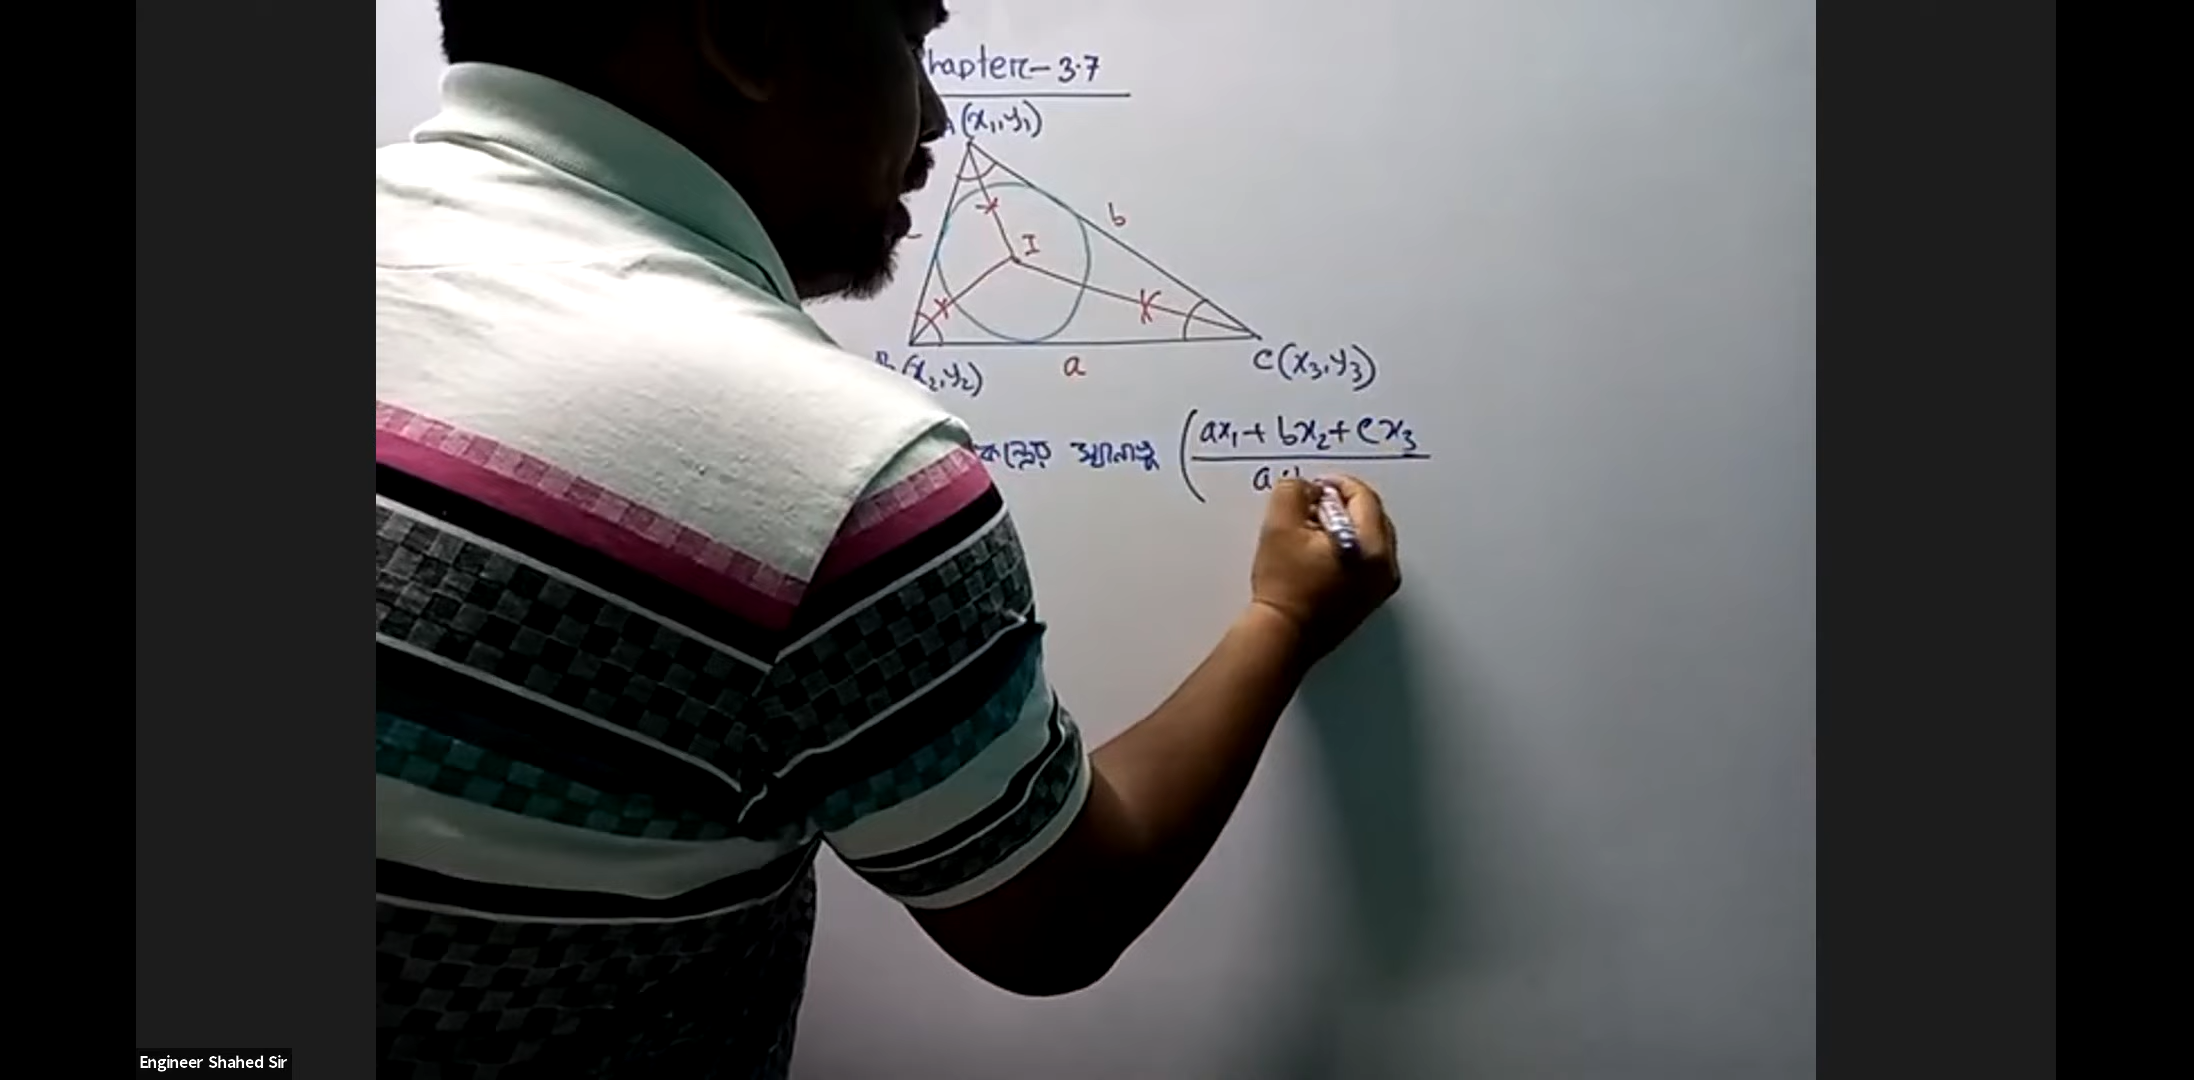 hapter - 3.7
A(x₁, y₁)
b
I
B(x₂, y₂)
a
C(x₃, y₃)
কেন্দ্রের স্থানাঙ্ক (ax₁ + bx₂ + cx₃
a
Engineer Shahed Sir